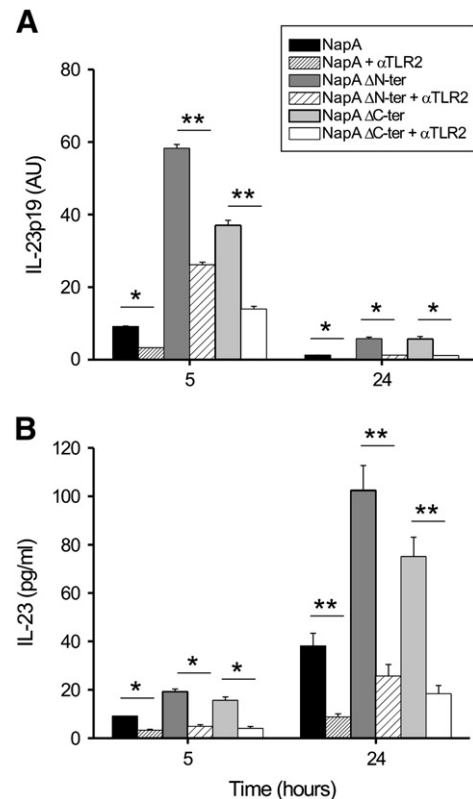 A
NapA
NapA + αTLR2
NapA ΔN-ter
NapA ΔN-ter + αTLR2
NapA ΔC-ter
NapA ΔC-ter + αTLR2
80
60
40
20
0
IL-23p19 (AU)
*
**
**
*
*
*
5
24
B
120
100
80
60
40
20
0
IL-23 (pg/ml)
*
*
*
**
**
**
5
24
Time (hours)